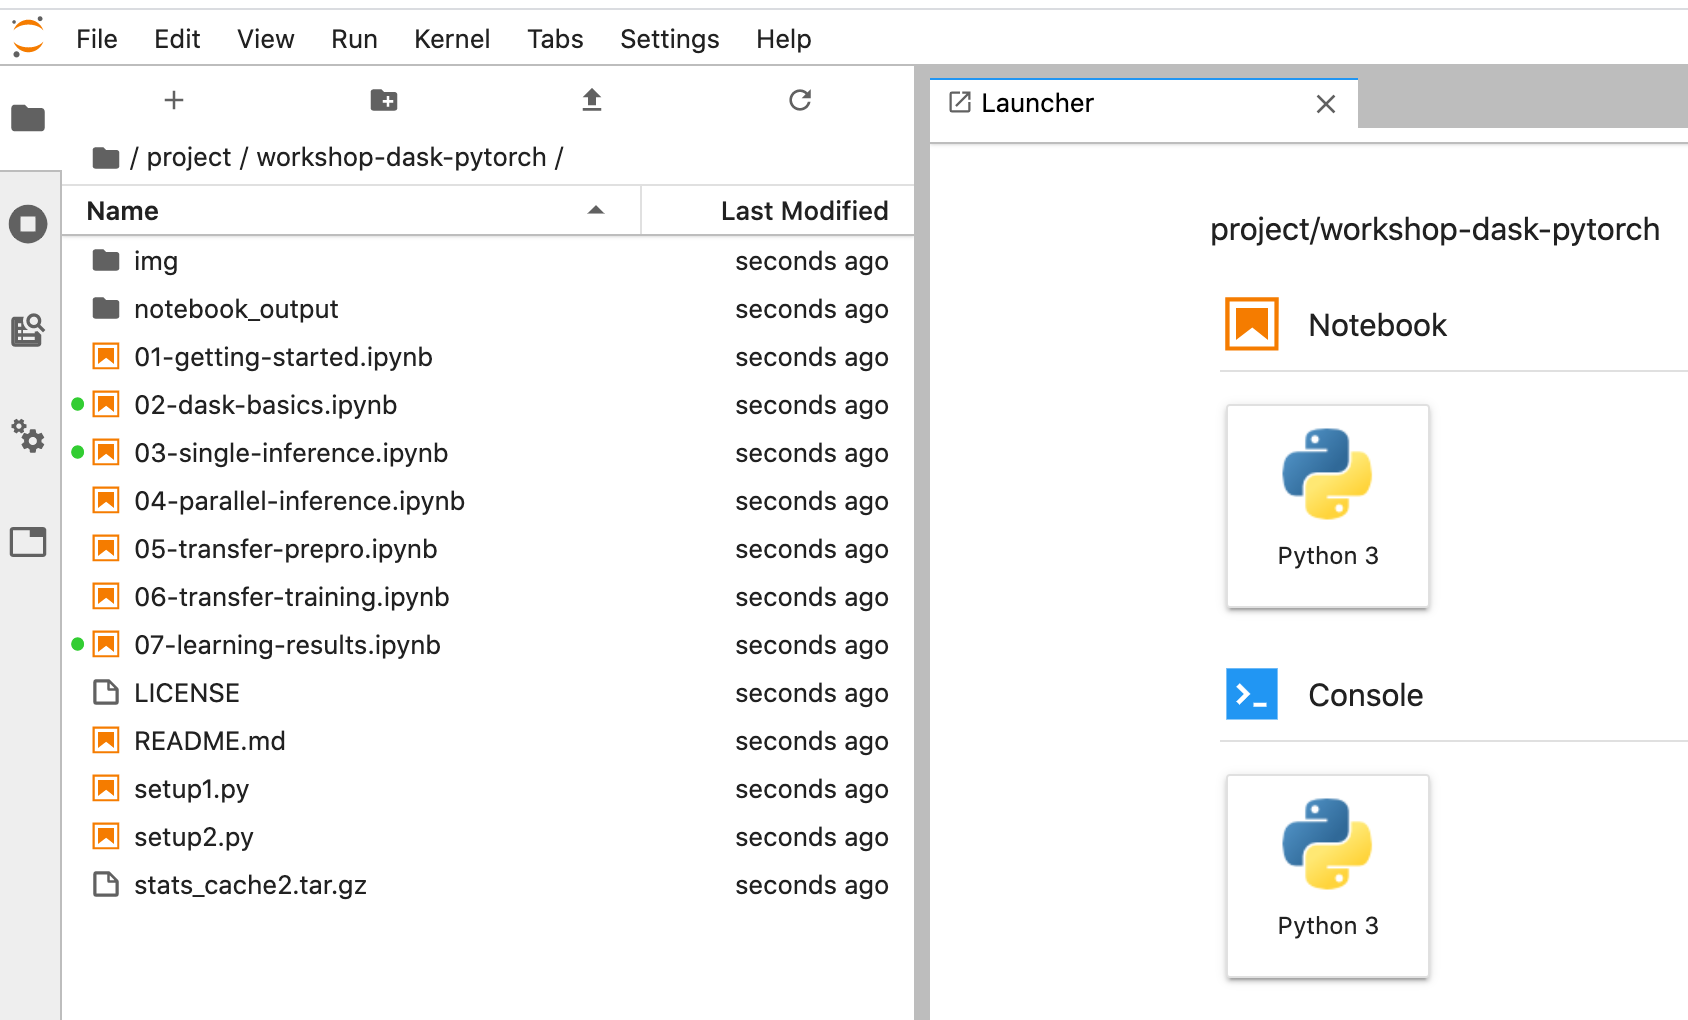 File Edit View Run Kernel Tabs Settings Help
Launcher
/ project / workshop-dask-pytorch /
Name Last Modified
img seconds ago
notebook_output seconds ago
01-getting-started.ipynb seconds ago
02-dask-basics.ipynb seconds ago
03-single-inference.ipynb seconds ago
04-parallel-inference.ipynb seconds ago
05-transfer-prepro.ipynb seconds ago
06-transfer-training.ipynb seconds ago
07-learning-results.ipynb seconds ago
LICENSE seconds ago
README.md seconds ago
setup1.py seconds ago
setup2.py seconds ago
stats_cache2.tar.gz seconds ago
project/workshop-dask-pytorch
Notebook
Python 3
Console
Python 3